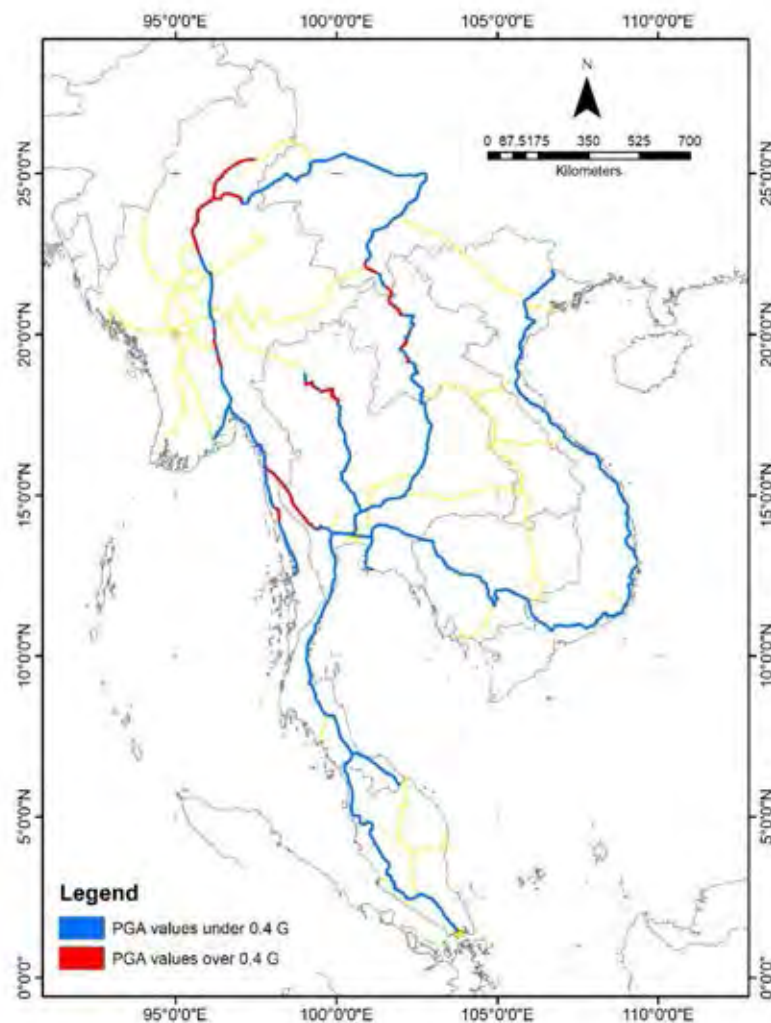 95°0'0"E 100°0'0"E 105°0'0"E 110°0'0"E
N
0 87.5175 350 525 700
Kilometers
25°0'0"N 25°0'0"N
20°0'0"N 20°0'0"N
15°0'0"N 15°0'0"N
10°0'0"N 10°0'0"N
5°0'0"N 5°0'0"N
Legend
PGA values under 0.4 G
PGA values over 0.4 G
0°0'0" 0°0'0"
95°0'0"E 100°0'0"E 105°0'0"E 110°0'0"E